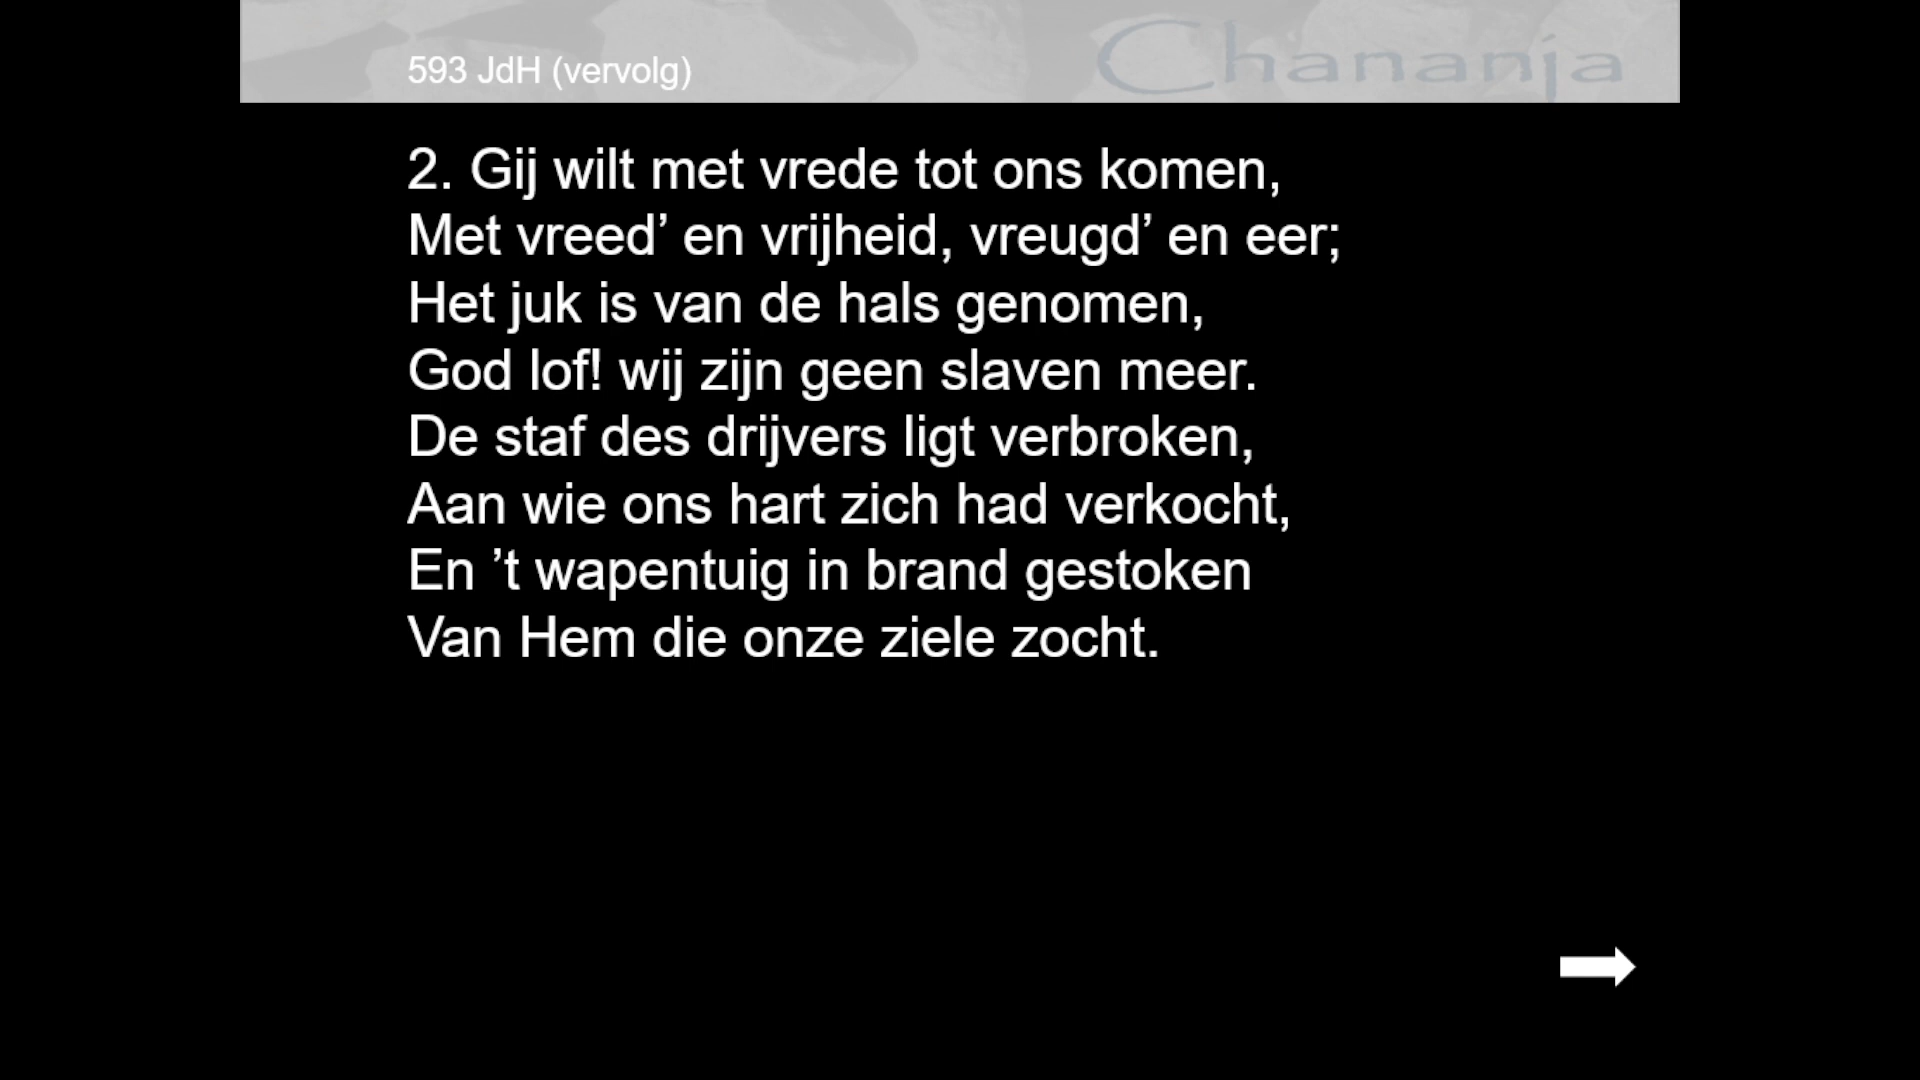 593 JdH (vervolg)
Chananja
2. Gij wilt met vrede tot ons komen,
Met vreed’ en vrijheid, vreugd’ en eer;
Het juk is van de hals genomen,
God lof! wij zijn geen slaven meer.
De staf des drijvers ligt verbroken,
Aan wie ons hart zich had verkocht,
En ’t wapentuig in brand gestoken
Van Hem die onze ziele zocht.